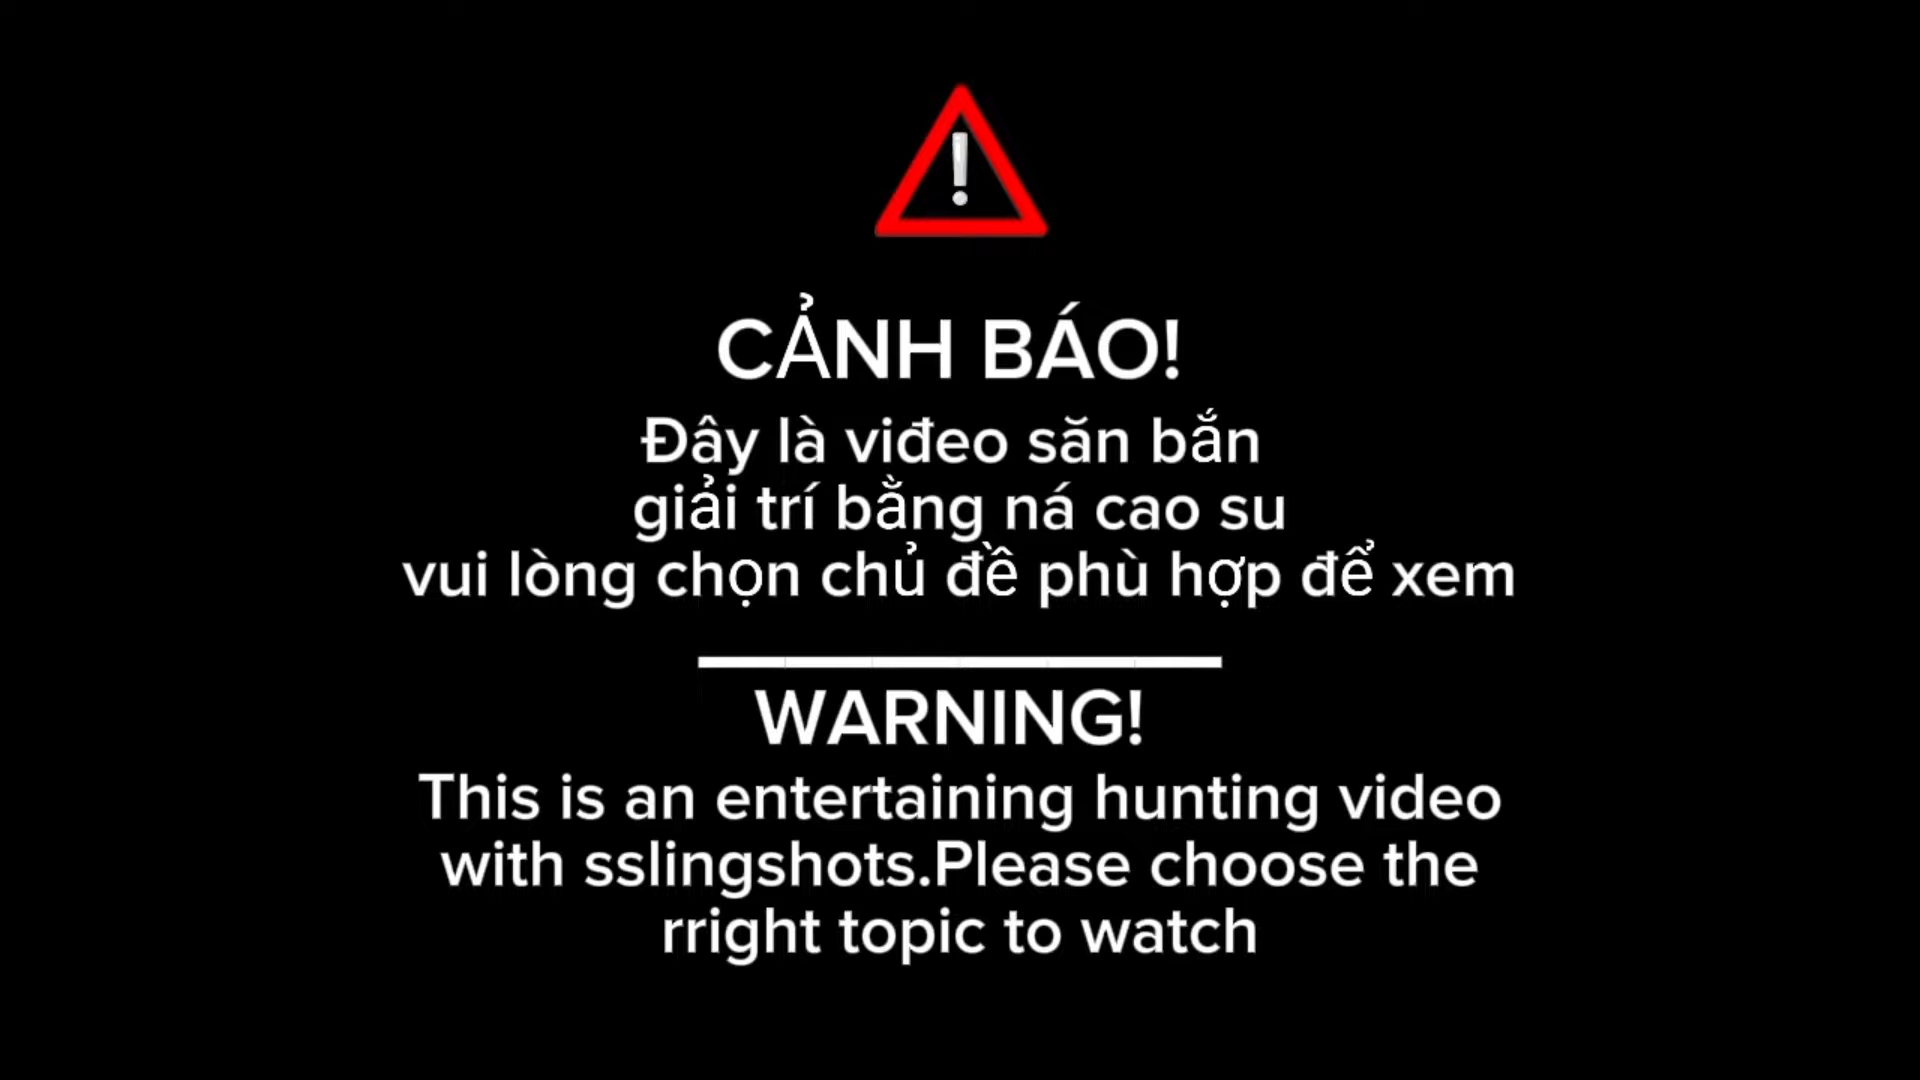 CẢNH BÁO!
Đây là viđeo săn bắn
giải trí bằng ná cao su
vui lòng chọn chủ đề phù hợp để xem
WARNING!
This is an entertaining hunting video
with sslingshots.Please choose the
rright topic to watch